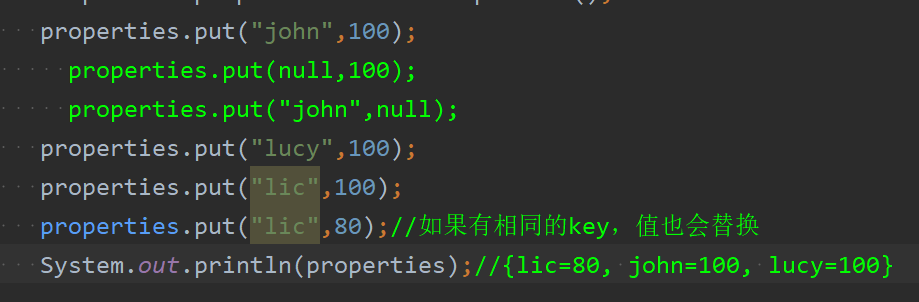 properties.put("john",100);
properties.put(null,100);
properties.put("john",null);
properties.put("lucy",100);
properties.put("lic",100);
properties.put("lic",80);//如果有相同的key，值也会替换
System.out.println(properties);//{lic=80, john=100, lucy=100}